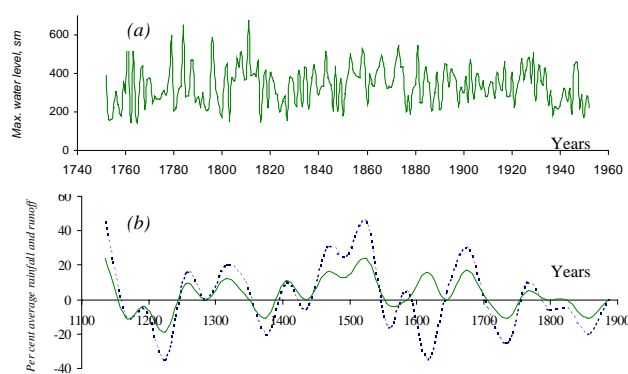 (a)
Max. water level, sm
600
400
200
0
Years
1740 1760 1780 1800 1820 1840 1860 1880 1900 1920 1940 1960
(b)
Per cent average rainfall and runoff
60
40
20
0
-20
-40
Years
1100 1200 1300 1400 1500 1600 1700 1800 1900